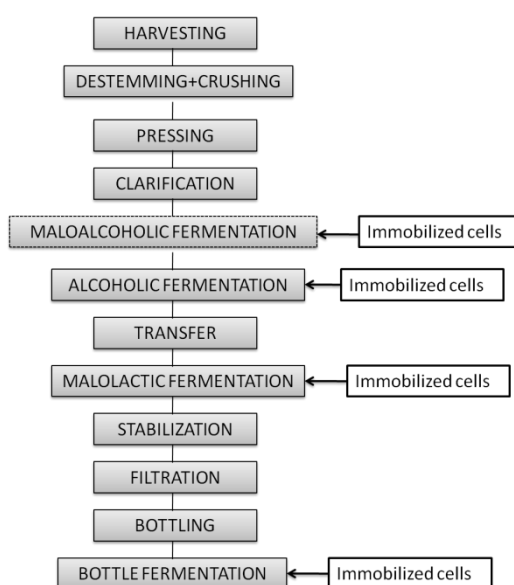 HARVESTING
DESTEMMING+CRUSHING
PRESSING
CLARIFICATION
MALOALCOHOLIC FERMENTATION
Immobilized cells
ALCOHOLIC FERMENTATION
Immobilized cells
TRANSFER
MALOLACTIC FERMENTATION
Immobilized cells
STABILIZATION
FILTRATION
BOTTLING
BOTTLE FERMENTATION
Immobilized cells